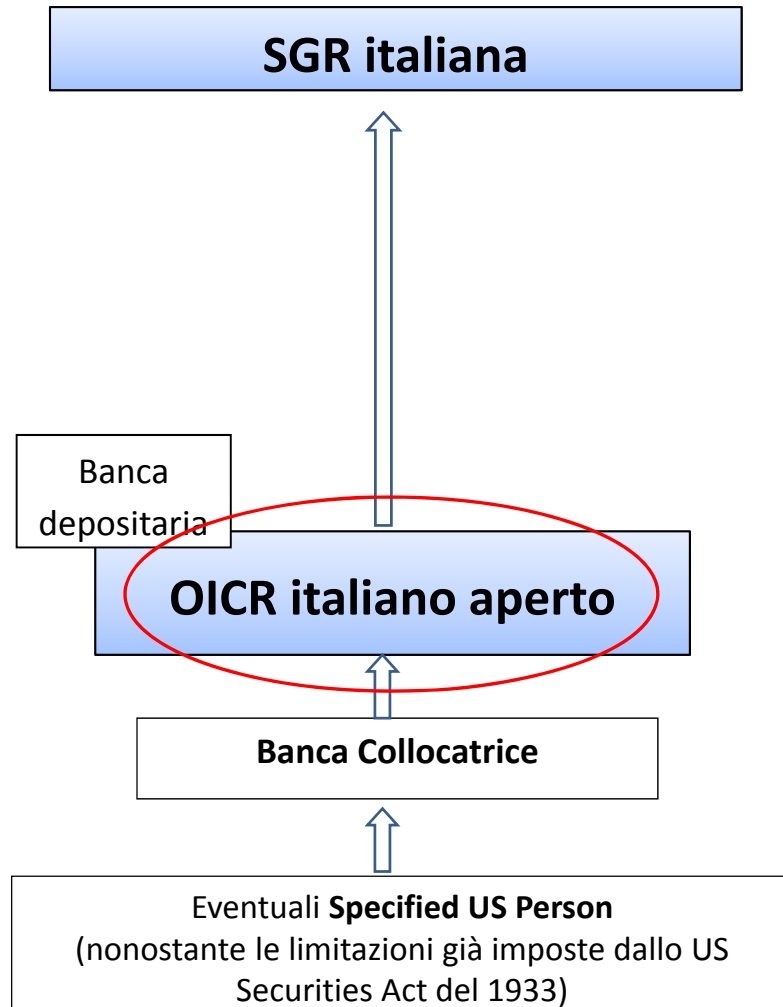 SGR italiana
Banca
depositaria
OICR italiano aperto
Banca Collocatrice
Eventuali Specified US Person
(nonostante le limitazioni già imposte dallo US
Securities Act del 1933)